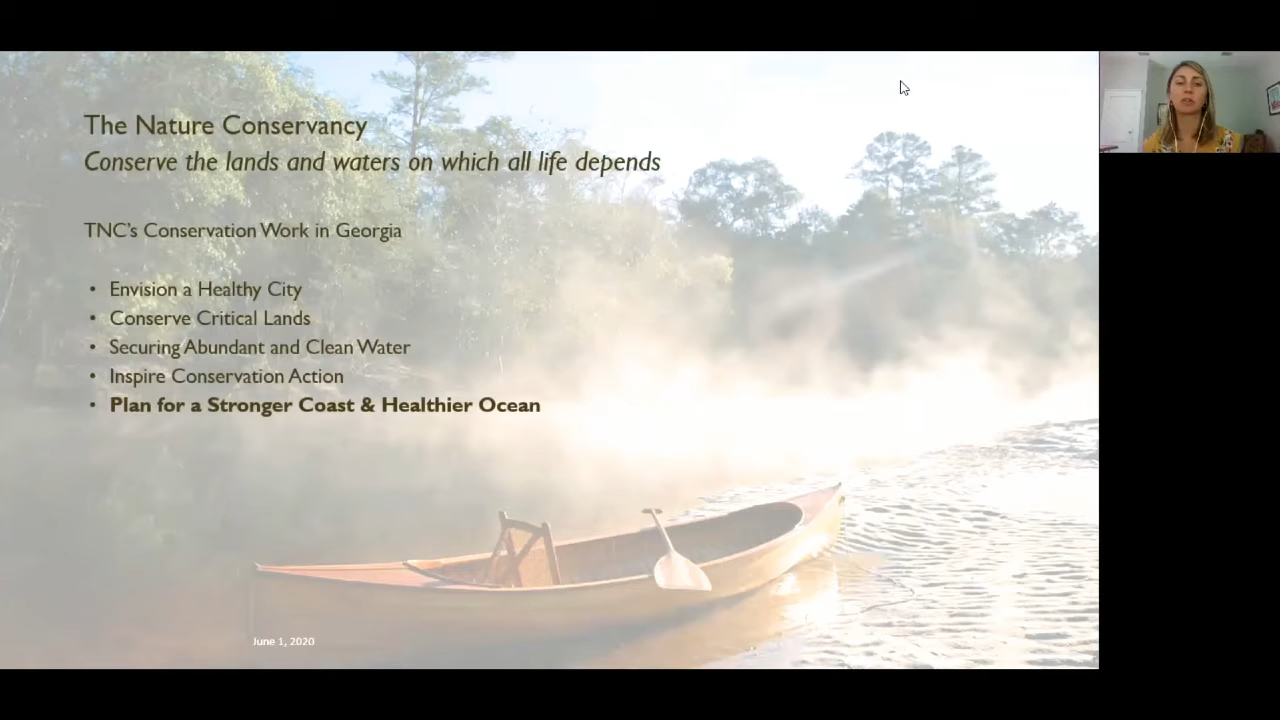 The Nature Conservancy
Conserve the lands and waters on which all life depends
TNC's Conservation Work in Georgia
• Envision a Healthy City
• Conserve Critical Lands
• Securing Abundant and Clean Water
• Inspire Conservation Action
• Plan for a Stronger Coast & Healthier Ocean
June 1, 2020